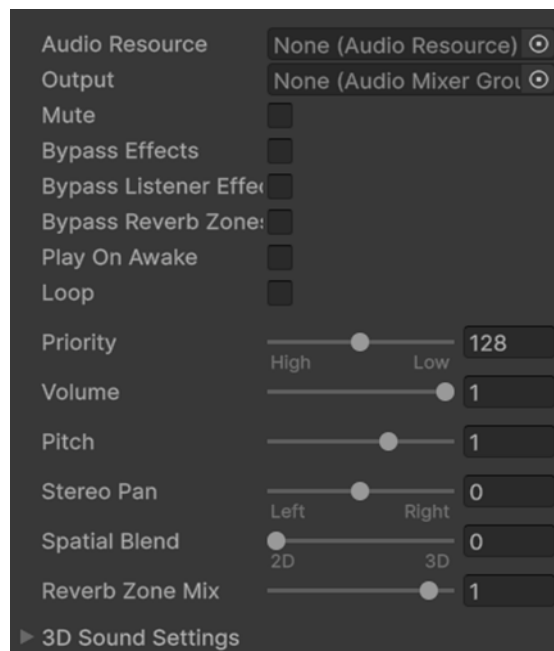 Audio Resource None (Audio Resource)
Output None (Audio Mixer Grou
Mute
Bypass Effects
Bypass Listener Effe
Bypass Reverb Zone
Play On Awake
Loop
Priority 128
High Low
Volume 1
Pitch 1
Stereo Pan 0
Left Right
Spatial Blend 0
2D 3D
Reverb Zone Mix 1
3D Sound Settings